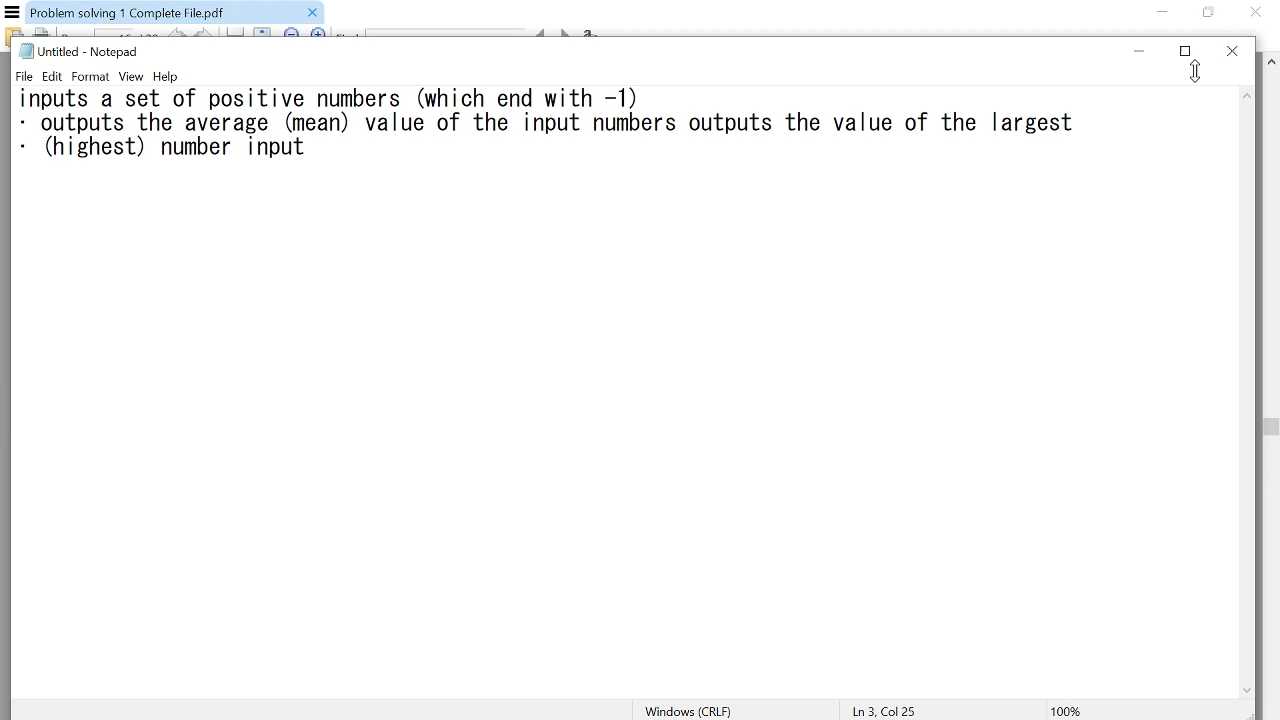 Problem solving 1 Complete File.pdf
Untitled - Notepad
File Edit Format View Help
inputs a set of positive numbers (which end with -1)
· outputs the average (mean) value of the input numbers outputs the value of the largest
· (highest) number input
Windows (CRLF) Ln 3, Col 25 100%